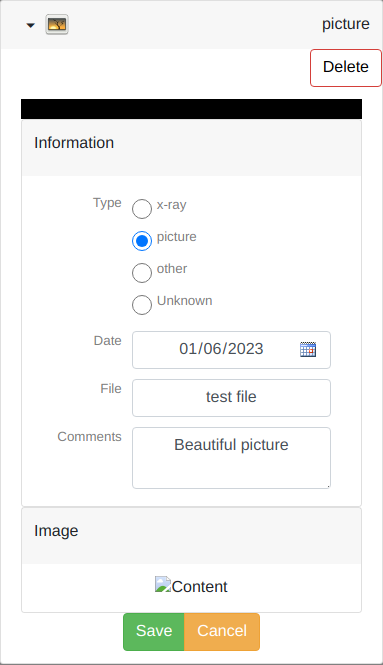 picture
Delete
Information
Type
x-ray
picture
other
Unknown
Date 01/06/2023
File test file
Comments Beautiful picture
Image
Content
Save Cancel